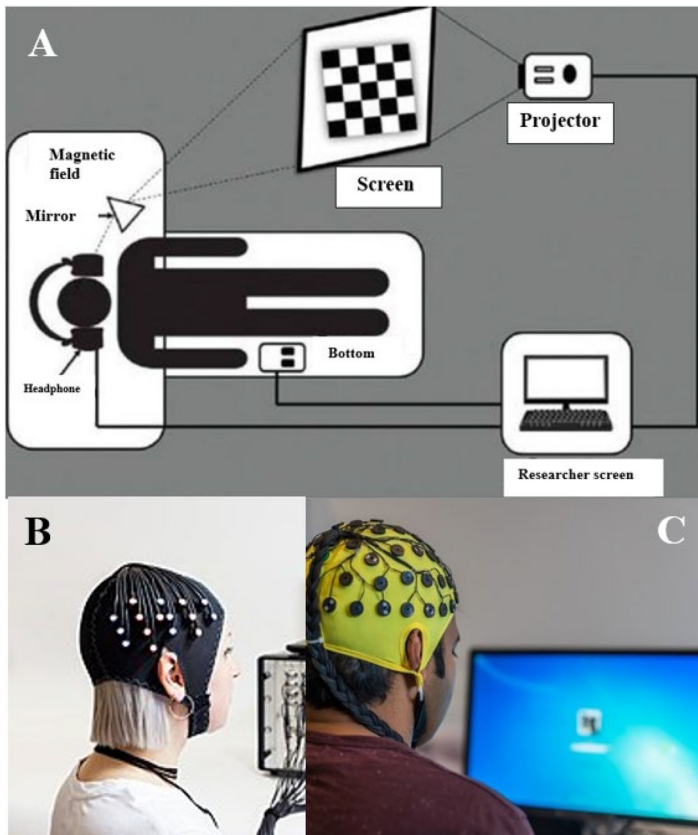 A
Projector
Screen
Magnetic
field
Mirror
Headphone
Bottom
Researcher screen
B
C